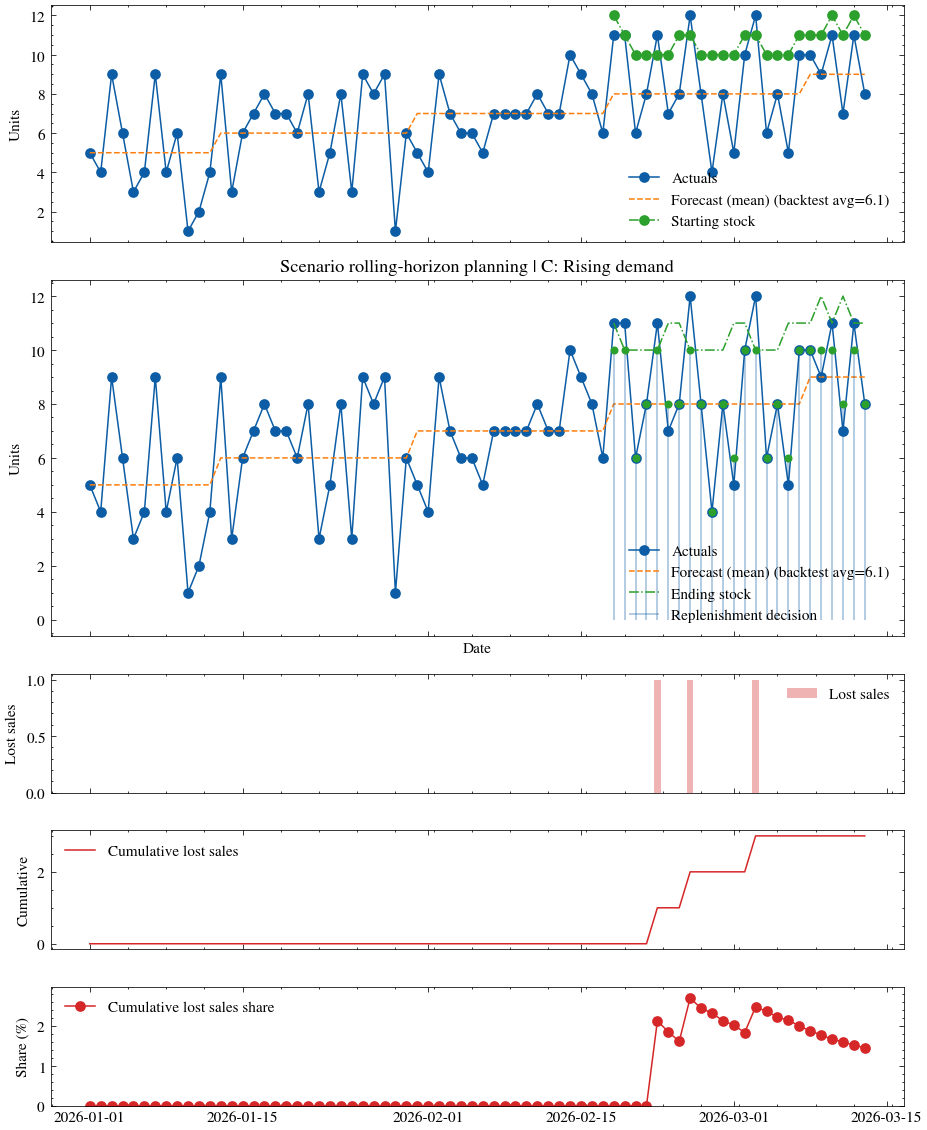 12
10
8
6
4
2
Units
Actuals
Forecast (mean) (backtest avg=6.1)
Starting stock
Scenario rolling-horizon planning | C: Rising demand
12
10
8
6
4
2
0
Units
Actuals
Forecast (mean) (backtest avg=6.1)
Ending stock
Replenishment decision
Date
1.0
0.5
0.0
Lost sales
Lost sales
2
0
Cumulative
Cumulative lost sales
2
1
0
Share (%)
Cumulative lost sales share
2026-01-01
2026-01-15
2026-02-01
2026-02-15
2026-03-01
2026-03-15